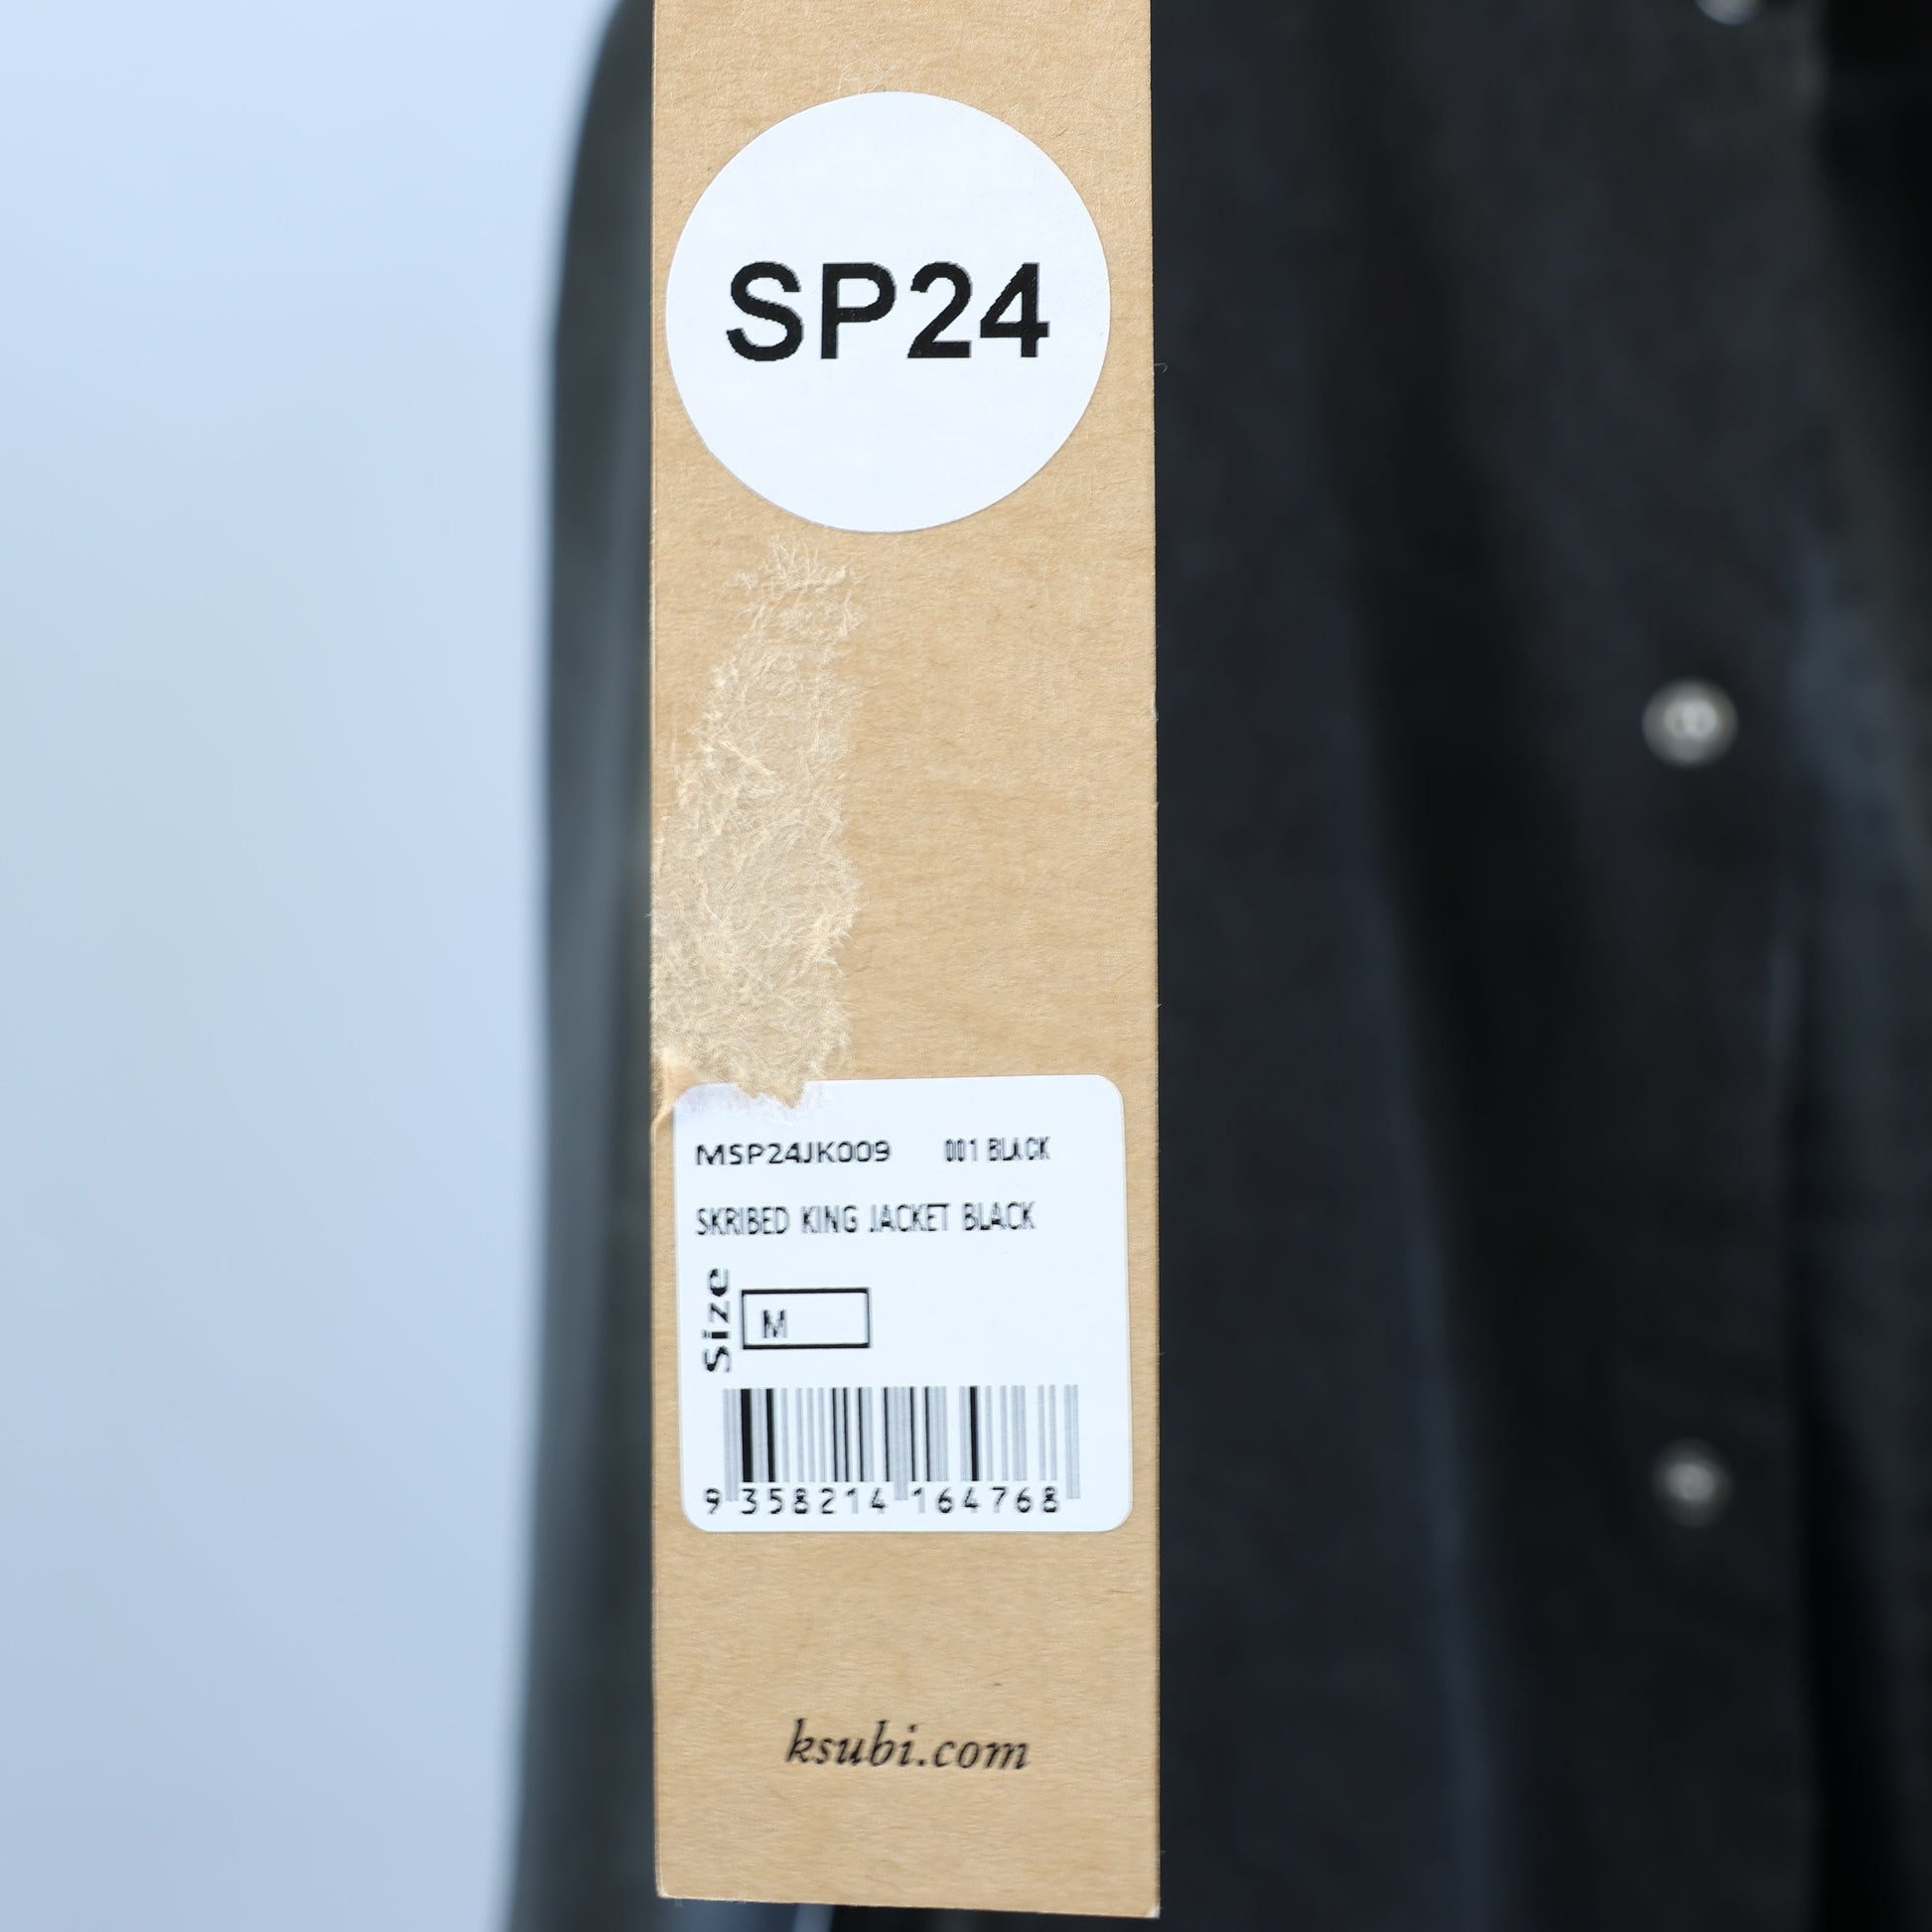 SP24
MSP24JK009 001 BLACK
SKRIBED KING JACKET BLACK
Size M
9 358214 164768
ksubi.com